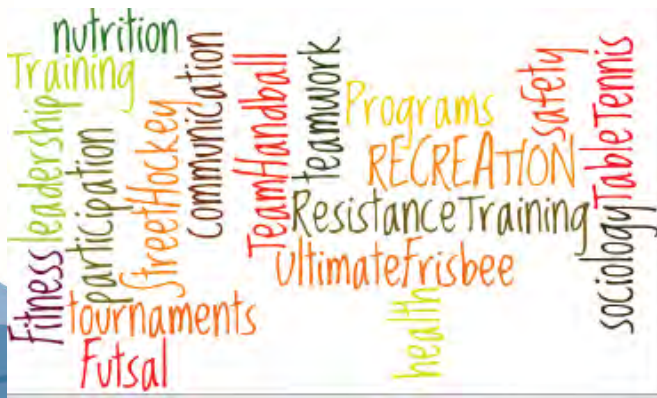 nutrition
Training
leadership
participation
Fitness
StreetHockey
communication
tournaments
Futsal
TeamHandball
teamwork
Programs
RECREATION
ResistanceTraining
ultimateFrisbee
health
safety
TableTennis
sociology